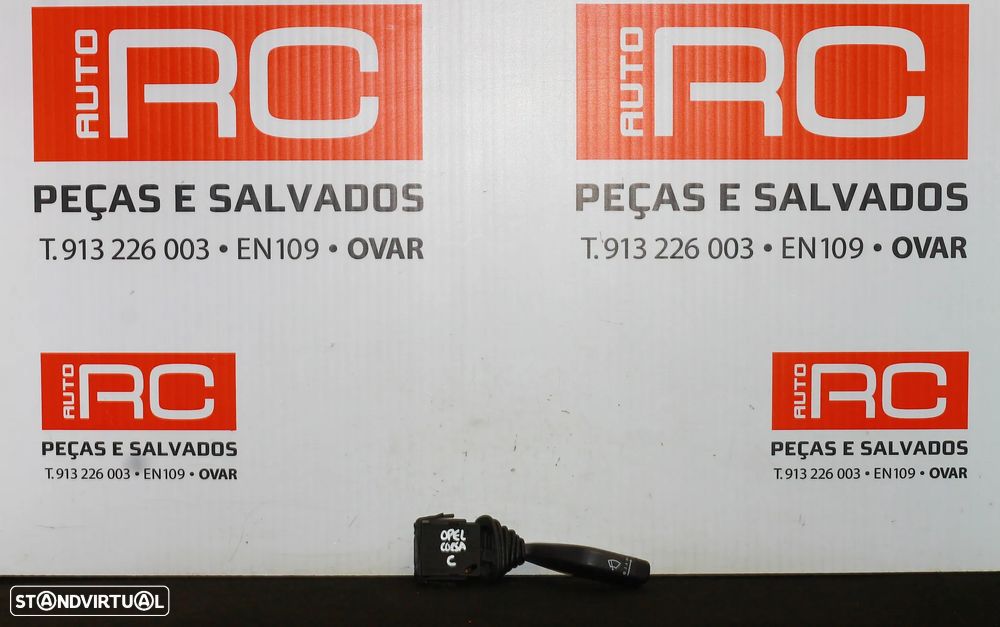 AUTO RC
PEÇAS E SALVADOS
T. 913 226 003 • EN109 • OVAR
AUTO RC
PEÇAS E SALVADOS
T. 913 226 003 • EN109 • OVAR
AUTO RC
PEÇAS E SALVADOS
T. 913 226 003 • EN109 • OVAR
AUTO RC
PEÇAS E SALVADOS
T. 913 226 003 • EN109 • OVAR
OPEL
CORSA
C
STANDVIRTUAL